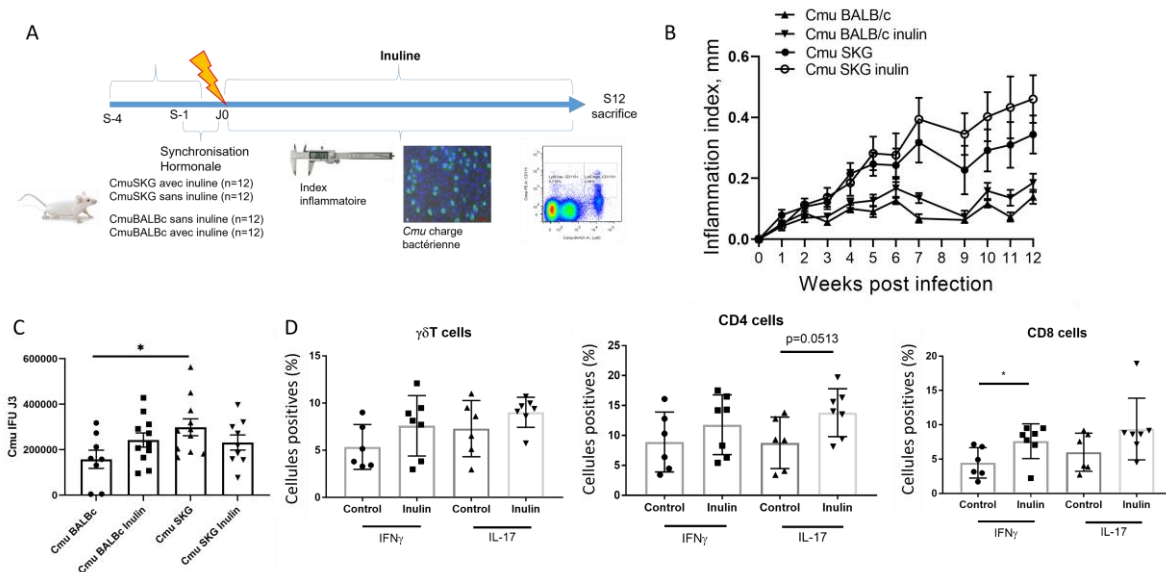 A
Inuline
S-4
S-1
J0
S12
sacrifice
Synchronisation
Hormonale
CmuSKG avec inuline (n=12)
CmuSKG sans inuline (n=12)
CmuBALBc sans inuline (n=12)
CmuBALBc avec inuline (n=12)
Index
inflammatoire
Cmu charge
bactérienne
B
Cmu BALB/c
Cmu BALB/c inulin
Cmu SKG
Cmu SKG inulin
Inflammation index, mm
0.6
0.4
0.2
0.0
0 1 2 3 4 5 6 7 8 9 10 11 12
Weeks post infection
C
Cmu IFU J3
600000
400000
200000
0
*
Cmu BALBc
Cmu BALBc Inulin
Cmu SKG
Cmu SKG Inulin
D
γδT cells
Cellules positives (%)
15
10
5
0
Control Inulin Control Inulin
IFNγ IL-17
CD4 cells
p=0.0513
Cellules positives (%)
25
20
15
10
5
0
Control Inulin Control Inulin
IFNγ IL-17
CD8 cells
*
Cellules positives (%)
20
15
10
5
0
Control Inulin Control Inulin
IFNγ IL-17